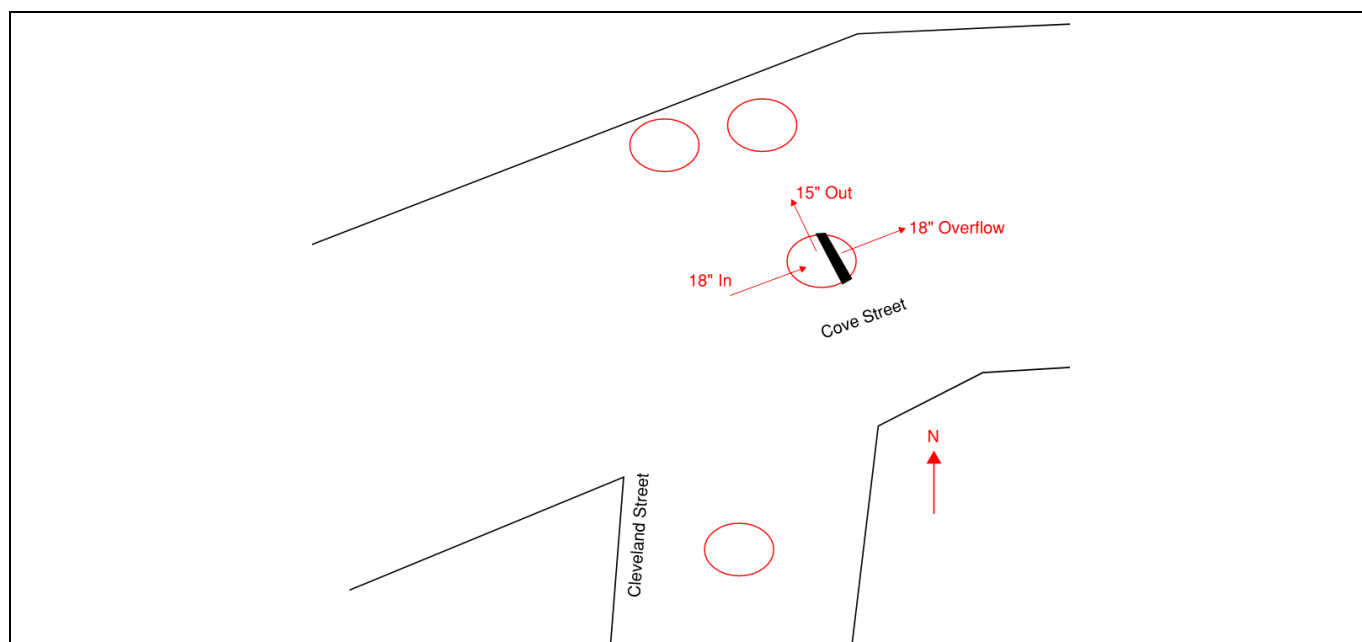 15" Out
18" Overflow
18" In
Cove Street
N
Cleveland Street